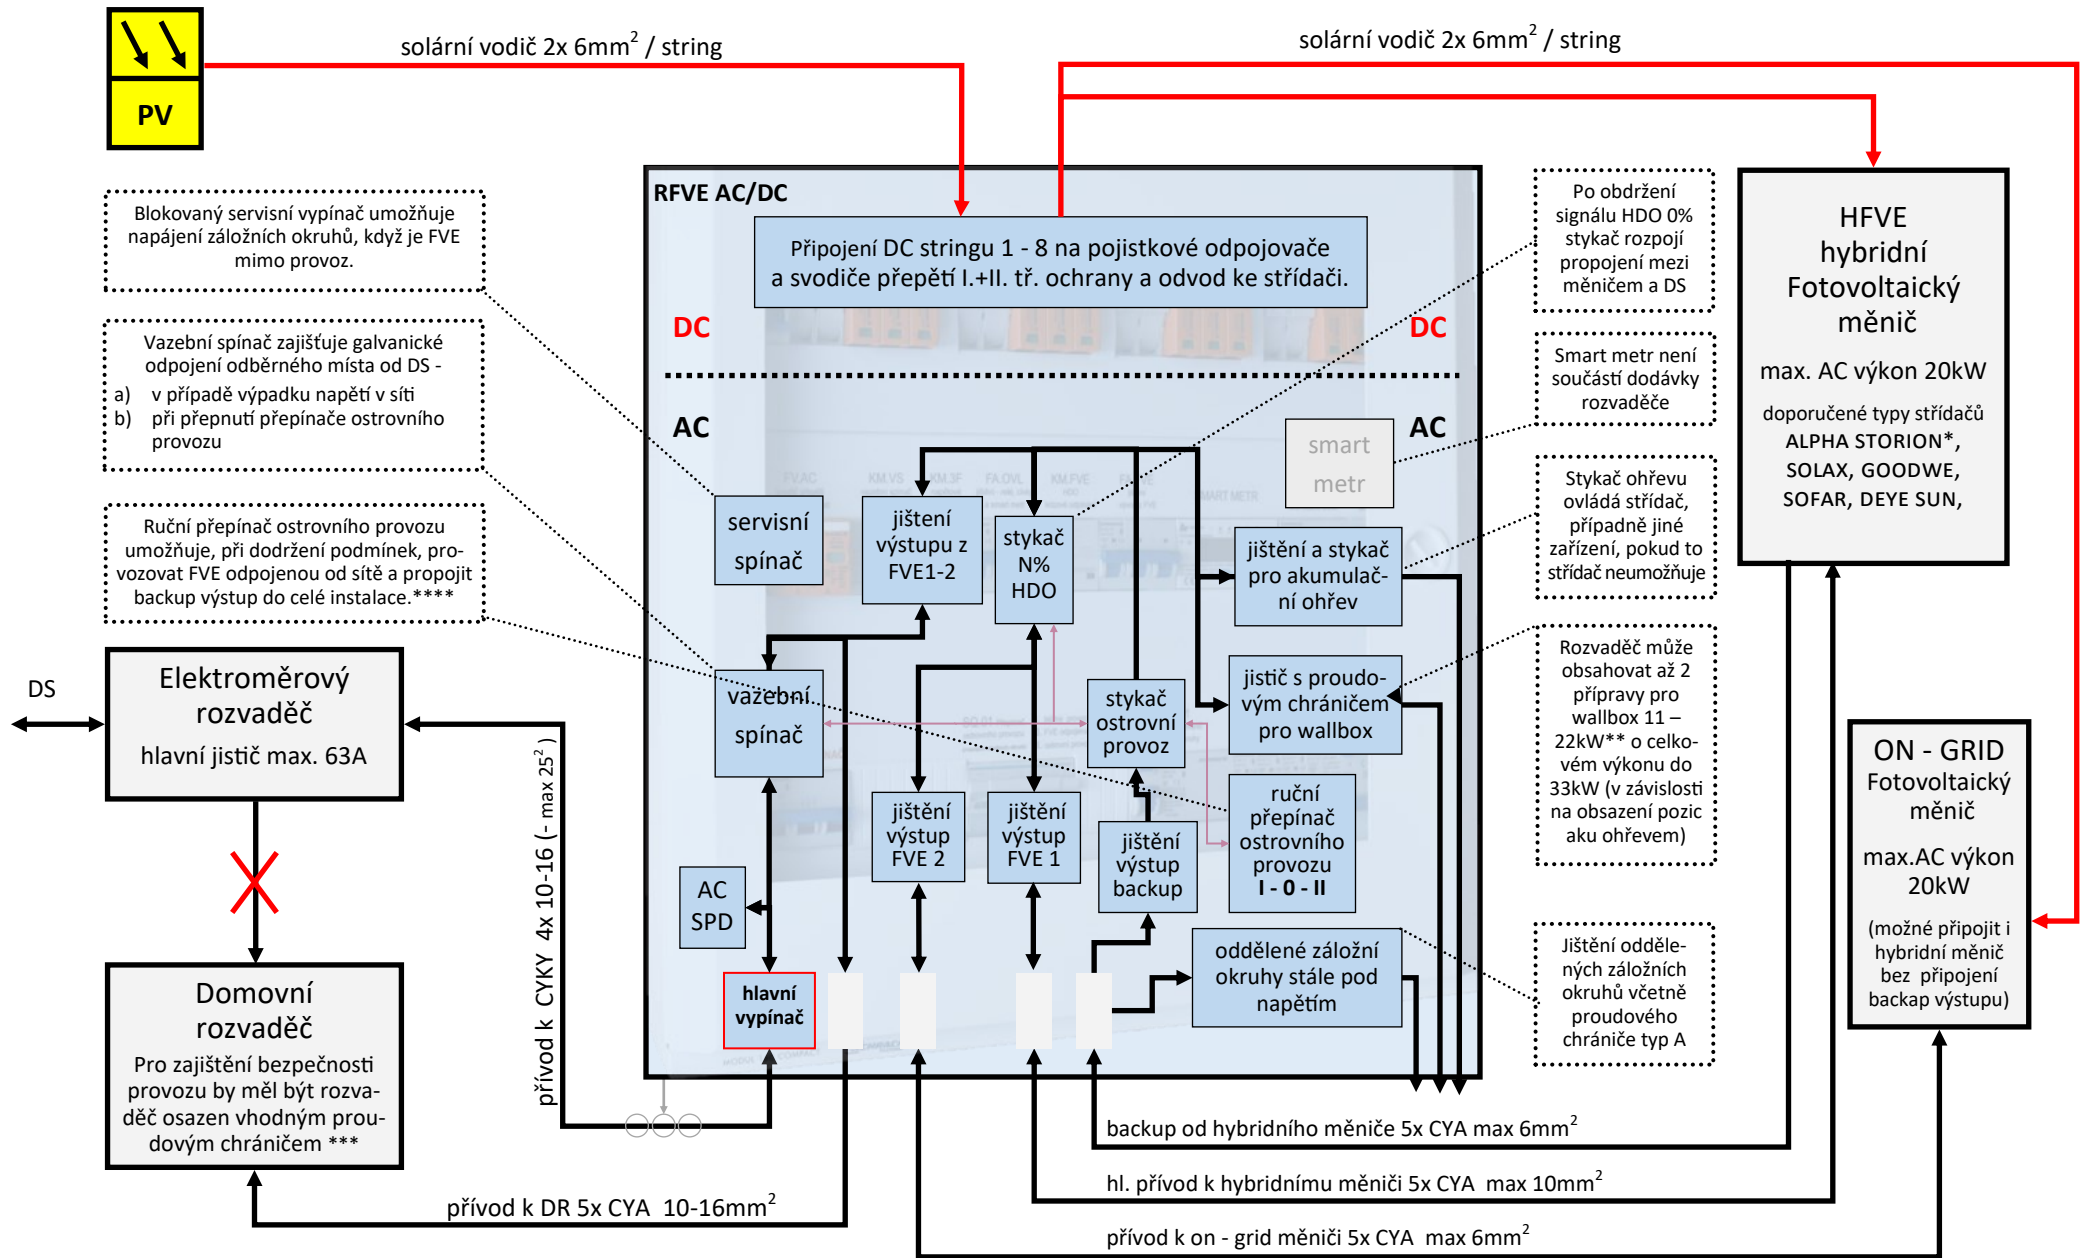 solární vodič 2x 6mm² / string
solární vodič 2x 6mm² / string
PV
Blokovaný servisní vypínač umožňuje
napájení záložních okruhů, když je FVE
mimo provoz.
Vazební spínač zajišťuje galvanické
odpojení odběrného místa od DS -
a) v případě výpadku napětí v síti
b) při přepnutí přepínače ostrovního
provozu
Ruční přepínač ostrovního provozu
umožňuje, při dodržení podmínek, pro-
vozovat FVE odpojenou od sítě a propojit
backup výstup do celé instalace.****
DS
Elektroměrový
rozvaděč
hlavní jistič max. 63A
Domovní
rozvaděč
Pro zajištění bezpečnosti
provozu by měl být rozva-
děč osazen vhodným prou-
dovým chráničem ***
přívod k CYKY 4x 10-16 (- max 25²)
přívod k DR 5x CYA 10-16mm²
RFVE AC/DC
Připojení DC stringu 1 - 8 na pojistkové odpojovače
a svodiče přepětí I.+II. tř. ochrany a odvod ke střídači.
DC
DC
AC
AC
smart
metr
FV.AC
KM.VS
KM.3F
FA.OVL
KM.FVE
SMART METR
servisní
spínač
jištení
výstupu z
FVE1-2
stykač
N%
HDO
jištění a stykač
pro akumulač-
ní ohřev
vazební
spínač
stykač
ostrovní
provoz
jistič s proudo-
vým chráničem
pro wallbox
jištění
výstup
FVE 2
jištění
výstup
FVE 1
jištění
výstup
backup
ruční
přepínač
ostrovního
provozu
I - 0 - II
AC
SPD
hlavní
vypínač
oddělené záložní
okruhy stále pod
napětím
Po obdržení
signálu HDO 0%
stykač rozpojí
propojení mezi
měničem a DS
Smart metr není
součástí dodávky
rozvaděče
Stykač ohřevu
ovládá střídač,
případně jiné
zařízení, pokud to
střídač neumožňuje
Rozvaděč může
obsahovat až 2
přípravy pro
wallbox 11 –
22kW** o celko-
vém výkonu do
33kW (v závislosti
na obsazení pozic
aku ohřevem)
Jištění odděle-
ných záložních
okruhů včetně
proudového
chrániče typ A
HFVE
hybridní
Fotovoltaický
měnič
max. AC výkon 20kW
doporučené typy střídačů
ALPHA STORION*,
SOLAX, GOODWE,
SOFAR, DEYE SUN,
ON - GRID
Fotovoltaický
měnič
max.AC výkon
20kW
(možné připojit i
hybridní měnič
bez připojení
backap výstupu)
backup od hybridního měniče 5x CYA max 6mm²
hl. přívod k hybridnímu měniči 5x CYA max 10mm²
přívod k on - grid měniči 5x CYA max 6mm²